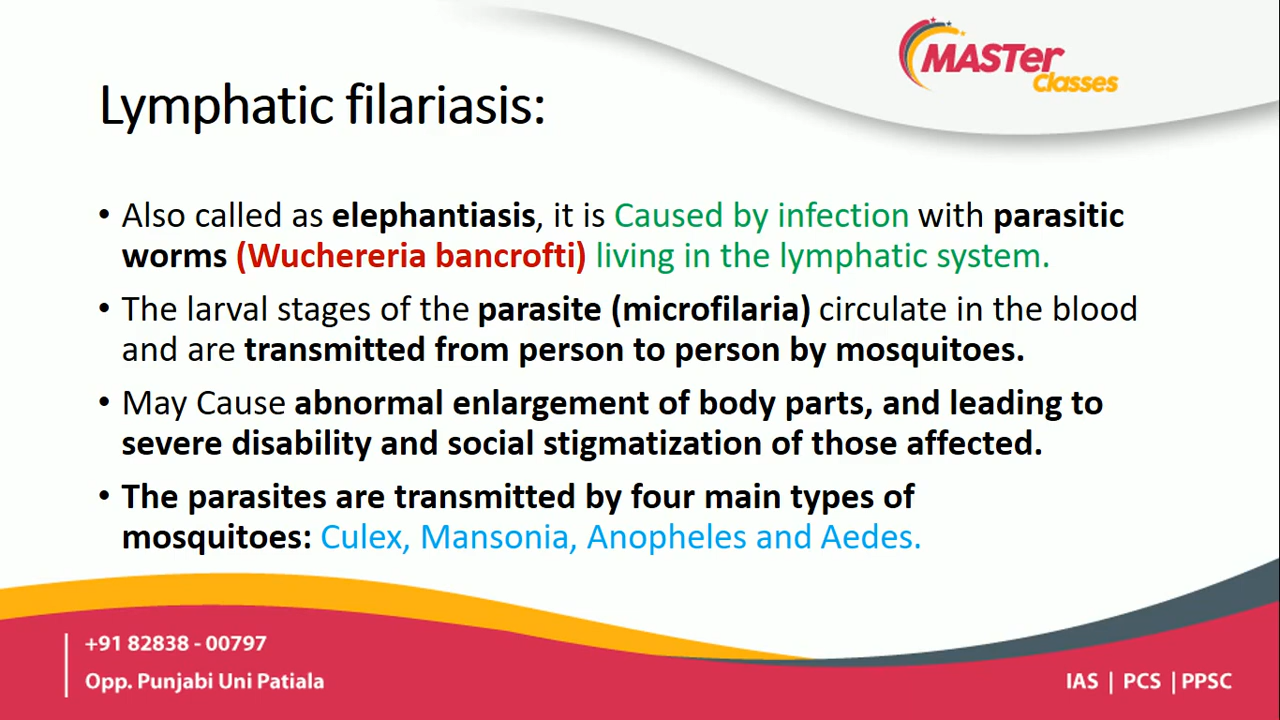 MASTer
Classes
Lymphatic filariasis:
• Also called as elephantiasis, it is Caused by infection with parasitic
worms (Wuchereria bancrofti) living in the lymphatic system.
• The larval stages of the parasite (microfilaria) circulate in the blood
and are transmitted from person to person by mosquitoes.
• May Cause abnormal enlargement of body parts, and leading to
severe disability and social stigmatization of those affected.
• The parasites are transmitted by four main types of
mosquitoes: Culex, Mansonia, Anopheles and Aedes.
+91 82838 - 00797
Opp. Punjabi Uni Patiala
IAS | PCS | PPSC